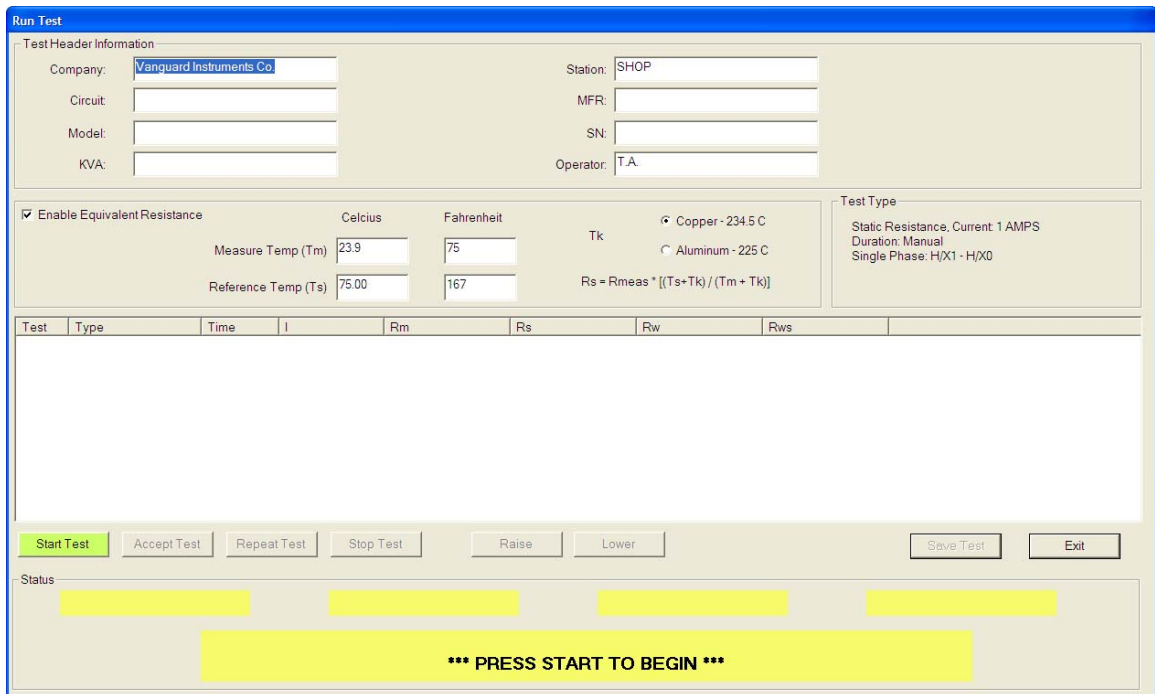 Run Test
Test Header Information
Company: Vanguard Instruments Co. Station: SHOP
Circuit: MFR:
Model: SN:
KVA: Operator: T.A.
Enable Equivalent Resistance Celcius Fahrenheit
Measure Temp (Tm) 23.9 75
Reference Temp (Ts) 75.00 167
Tk Copper - 234.5 C
Aluminum - 225 C
Rs = Rmeas * [(Ts+Tk) / (Tm + Tk)]
Test Type
Static Resistance, Current: 1 AMPS
Duration: Manual
Single Phase: H/X1 - H/X0
Test Type Time I Rm Rs Rw Rws
Start Test Accept Test Repeat Test Stop Test Raise Lower Save Test Exit
Status
*** PRESS START TO BEGIN ***